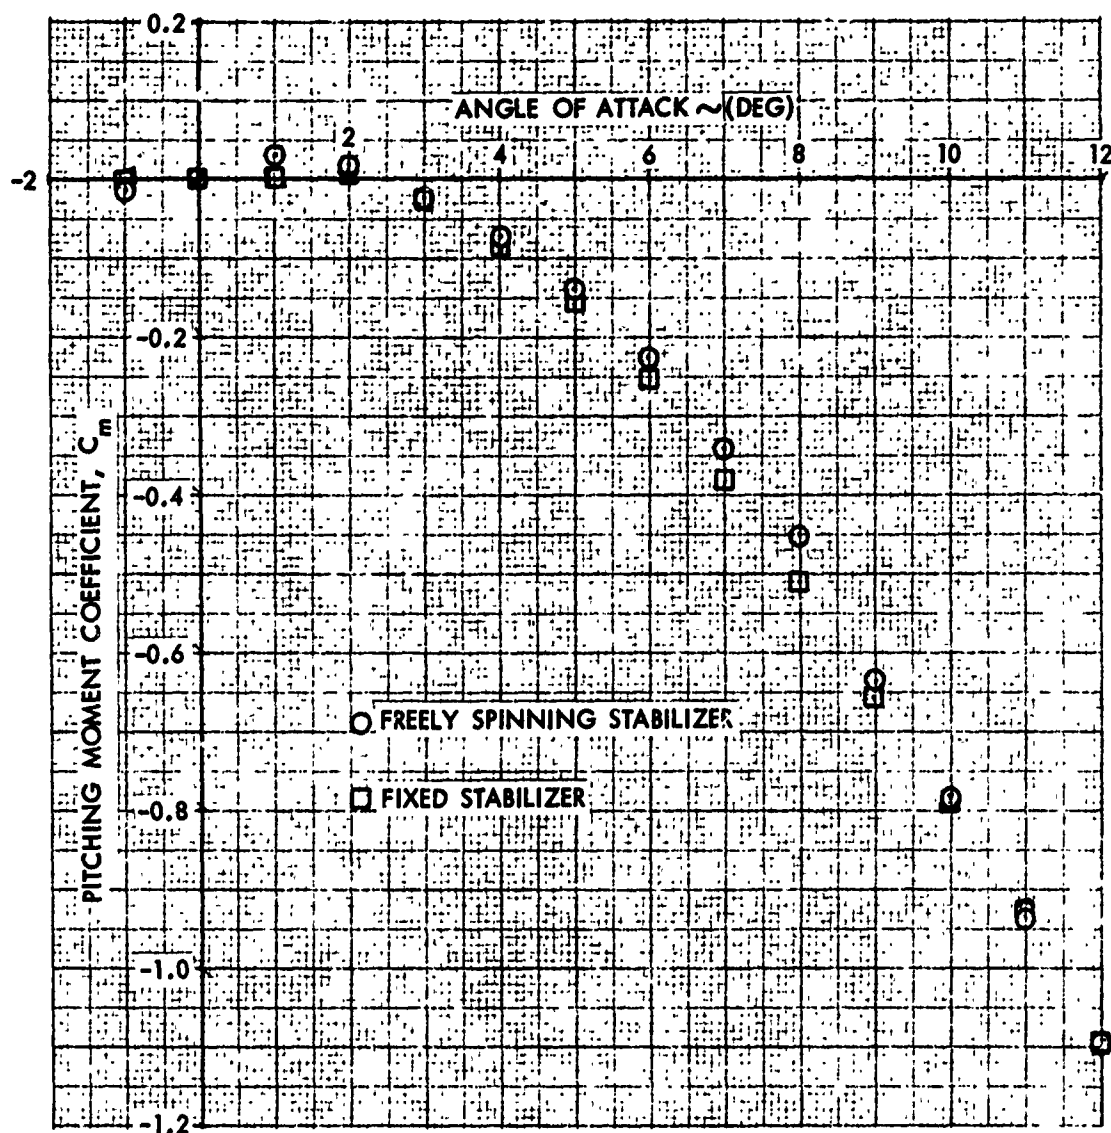 0.2
ANGLE OF ATTACK ~(DEG)
-2 2 4 6 8 10 12
-0.2
-0.4
-0.6
-0.8
-1.0
-1.2
PITCHING MOMENT COEFFICIENT, Cm
FREELY SPINNING STABILIZER
FIXED STABILIZER